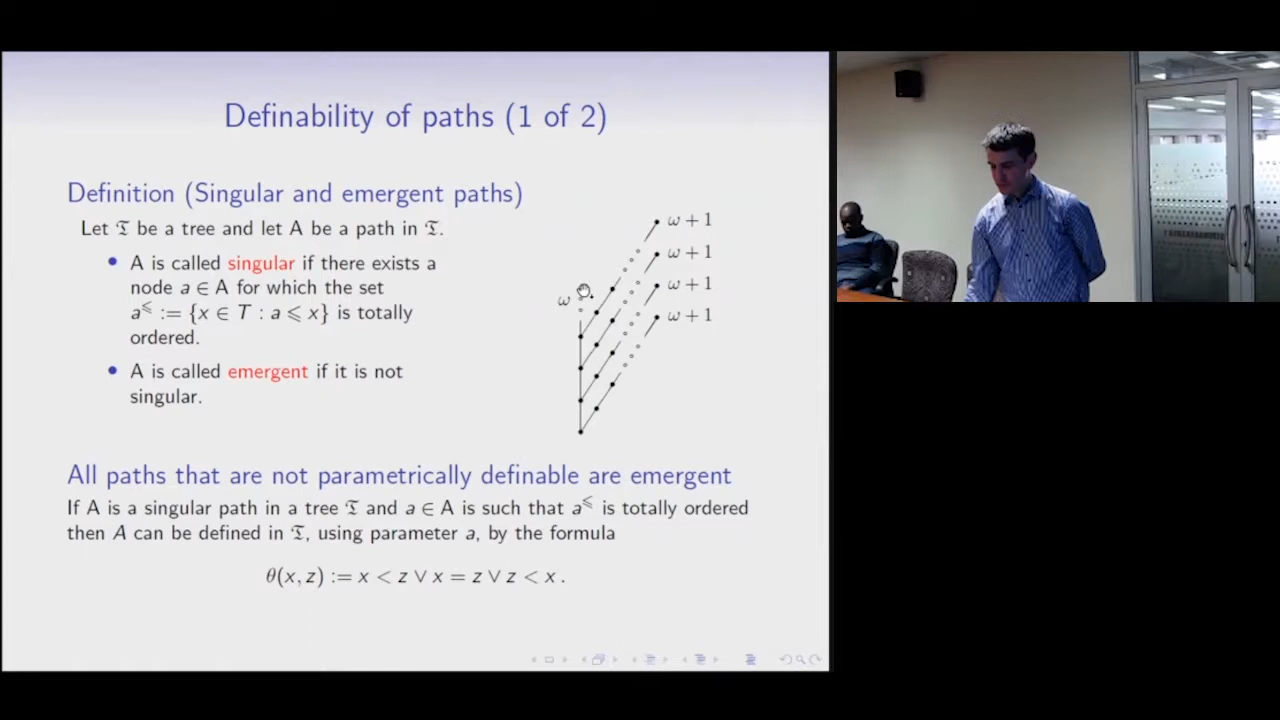 Definability of paths (1 of 2)
Definition (Singular and emergent paths)
Let 𝔗 be a tree and let A be a path in 𝔗.
• A is called singular if there exists a
node a ∈ A for which the set
a^⩽ := {x ∈ T : a ⩽ x} is totally
ordered.
• A is called emergent if it is not
singular.
ω + 1
ω + 1
ω + 1
ω + 1
ω
All paths that are not parametrically definable are emergent
If A is a singular path in a tree 𝔗 and a ∈ A is such that a^⩽ is totally ordered
then A can be defined in 𝔗, using parameter a, by the formula
θ(x, z) := x < z ∨ x = z ∨ z < x .